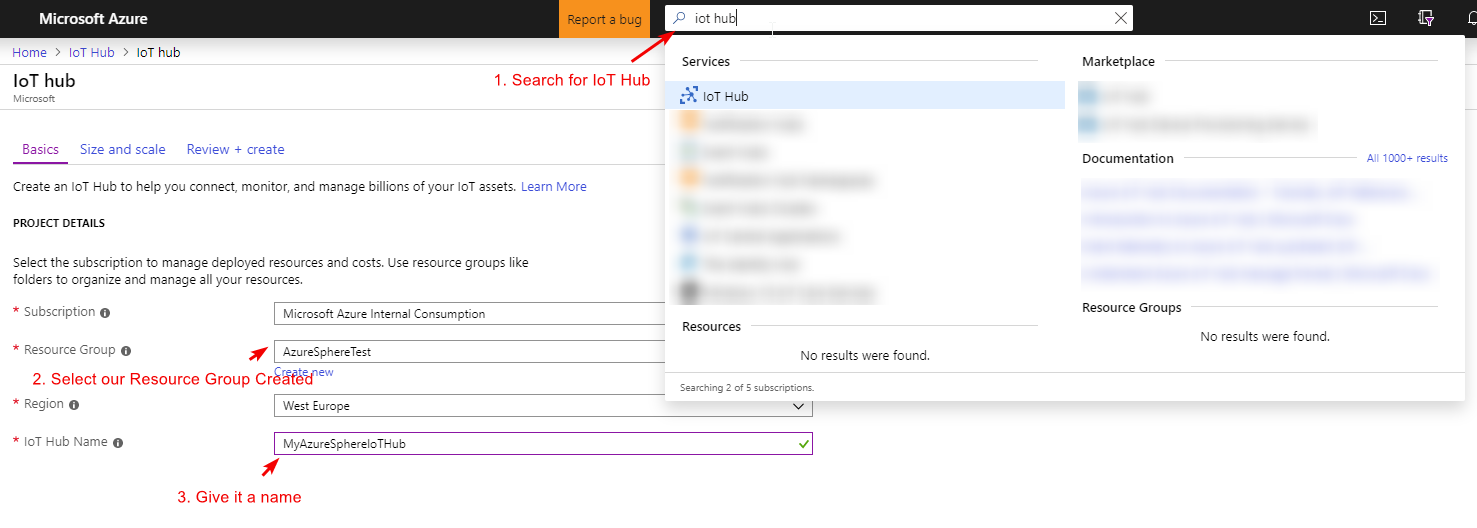 Microsoft Azure
Report a bug
iot hub
Home > IoT Hub > IoT hub
IoT hub
Microsoft
1. Search for IoT Hub
Services
IoT Hub
Resources
No results were found.
Searching 2 of 5 subscriptions.
Marketplace
Documentation
All 1000+ results
Resource Groups
No results were found.
Basics
Size and scale
Review + create
Create an IoT Hub to help you connect, monitor, and manage billions of your IoT assets. Learn More
PROJECT DETAILS
Select the subscription to manage deployed resources and costs. Use resource groups like
folders to organize and manage all your resources.
* Subscription
Microsoft Azure Internal Consumption
* Resource Group
AzureSphereTest
Create new
2. Select our Resource Group Created
* Region
West Europe
* IoT Hub Name
MyAzureSphereIoTHub
3. Give it a name